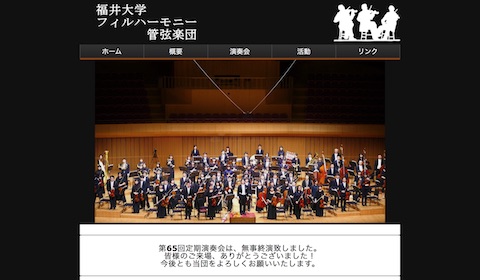 福井大学
フィルハーモニー
管弦楽団
ホーム
概要
演奏会
活動
リンク
第65回定期演奏会は、無事終演致しました。
皆様のご来場、ありがとうございました！
今後とも当団をよろしくお願いいたします。